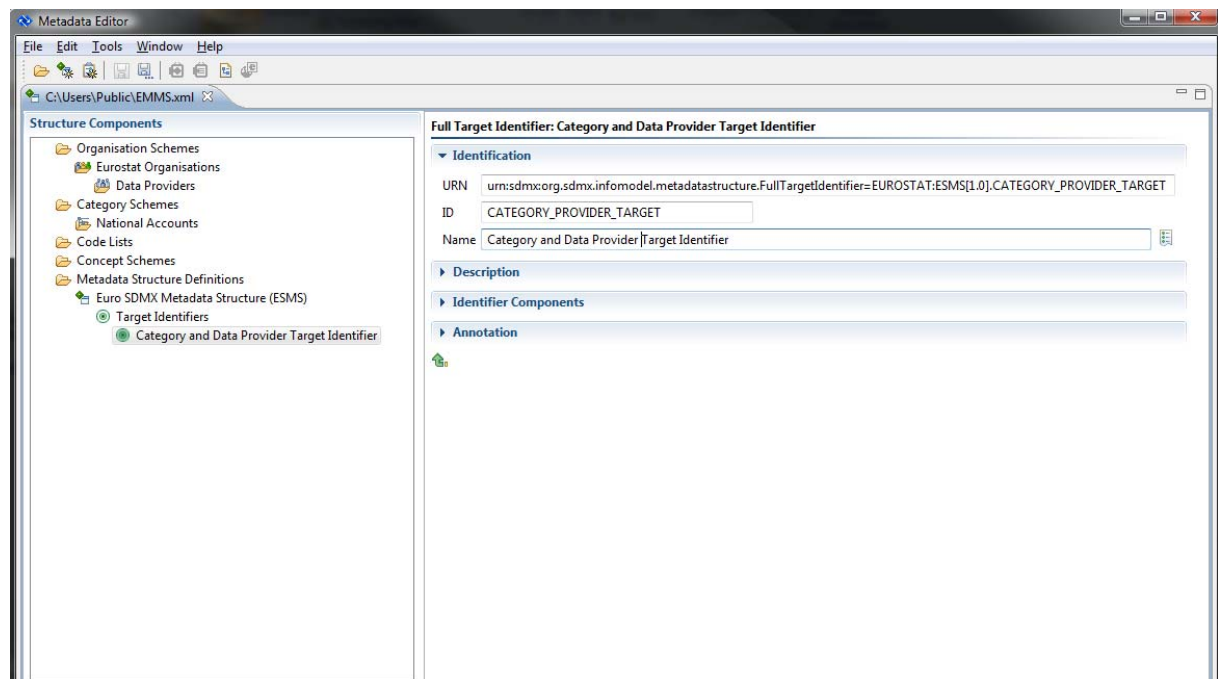 Metadata Editor
File Edit Tools Window Help
C:\Users\Public\EMMS.xml
Structure Components
Organisation Schemes
Eurostat Organisations
Data Providers
Category Schemes
National Accounts
Code Lists
Concept Schemes
Metadata Structure Definitions
Euro SDMX Metadata Structure (ESMS)
Target Identifiers
Category and Data Provider Target Identifier
Full Target Identifier: Category and Data Provider Target Identifier
Identification
URN urn:sdmx:org.sdmx.infomodel.metadatastructure.FullTargetIdentifier=EUROSTAT:ESMS[1.0].CATEGORY_PROVIDER_TARGET
ID CATEGORY_PROVIDER_TARGET
Name Category and Data Provider Target Identifier
Description
Identifier Components
Annotation